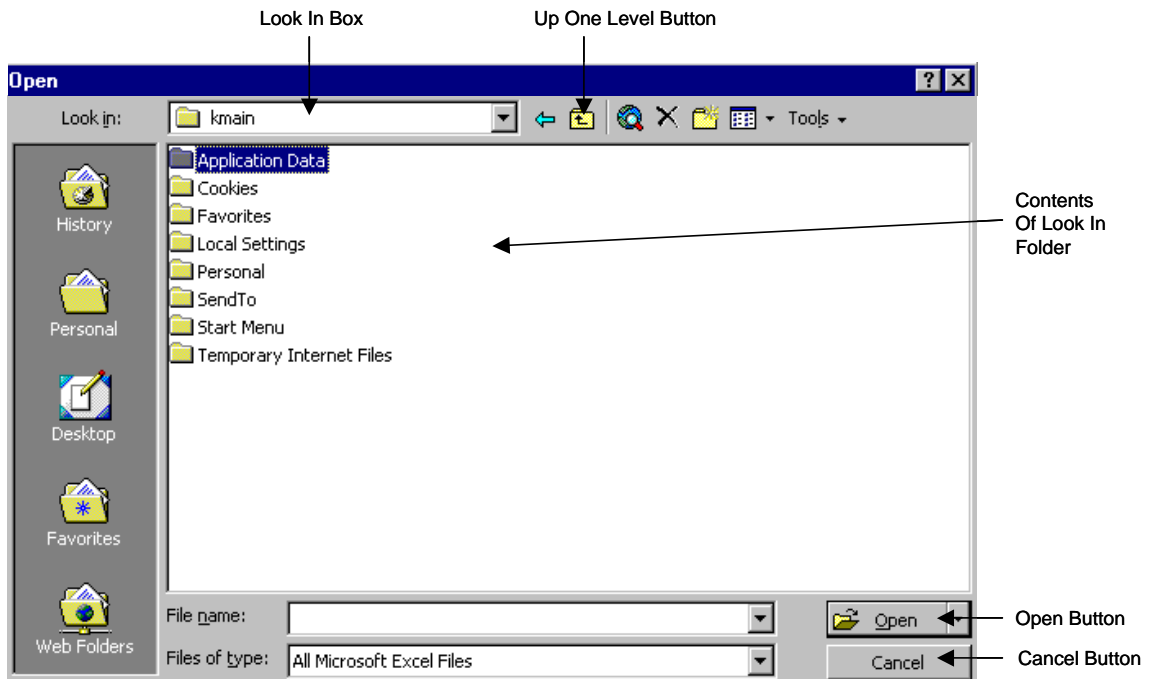 Look In Box
Up One Level Button
Open
Look in:
kmain
Tools
Application Data
Cookies
Favorites
Local Settings
Personal
SendTo
Start Menu
Temporary Internet Files
History
Personal
Desktop
Favorites
Web Folders
Contents
Of Look In
Folder
File name:
Open
Open Button
Files of type:
All Microsoft Excel Files
Cancel
Cancel Button